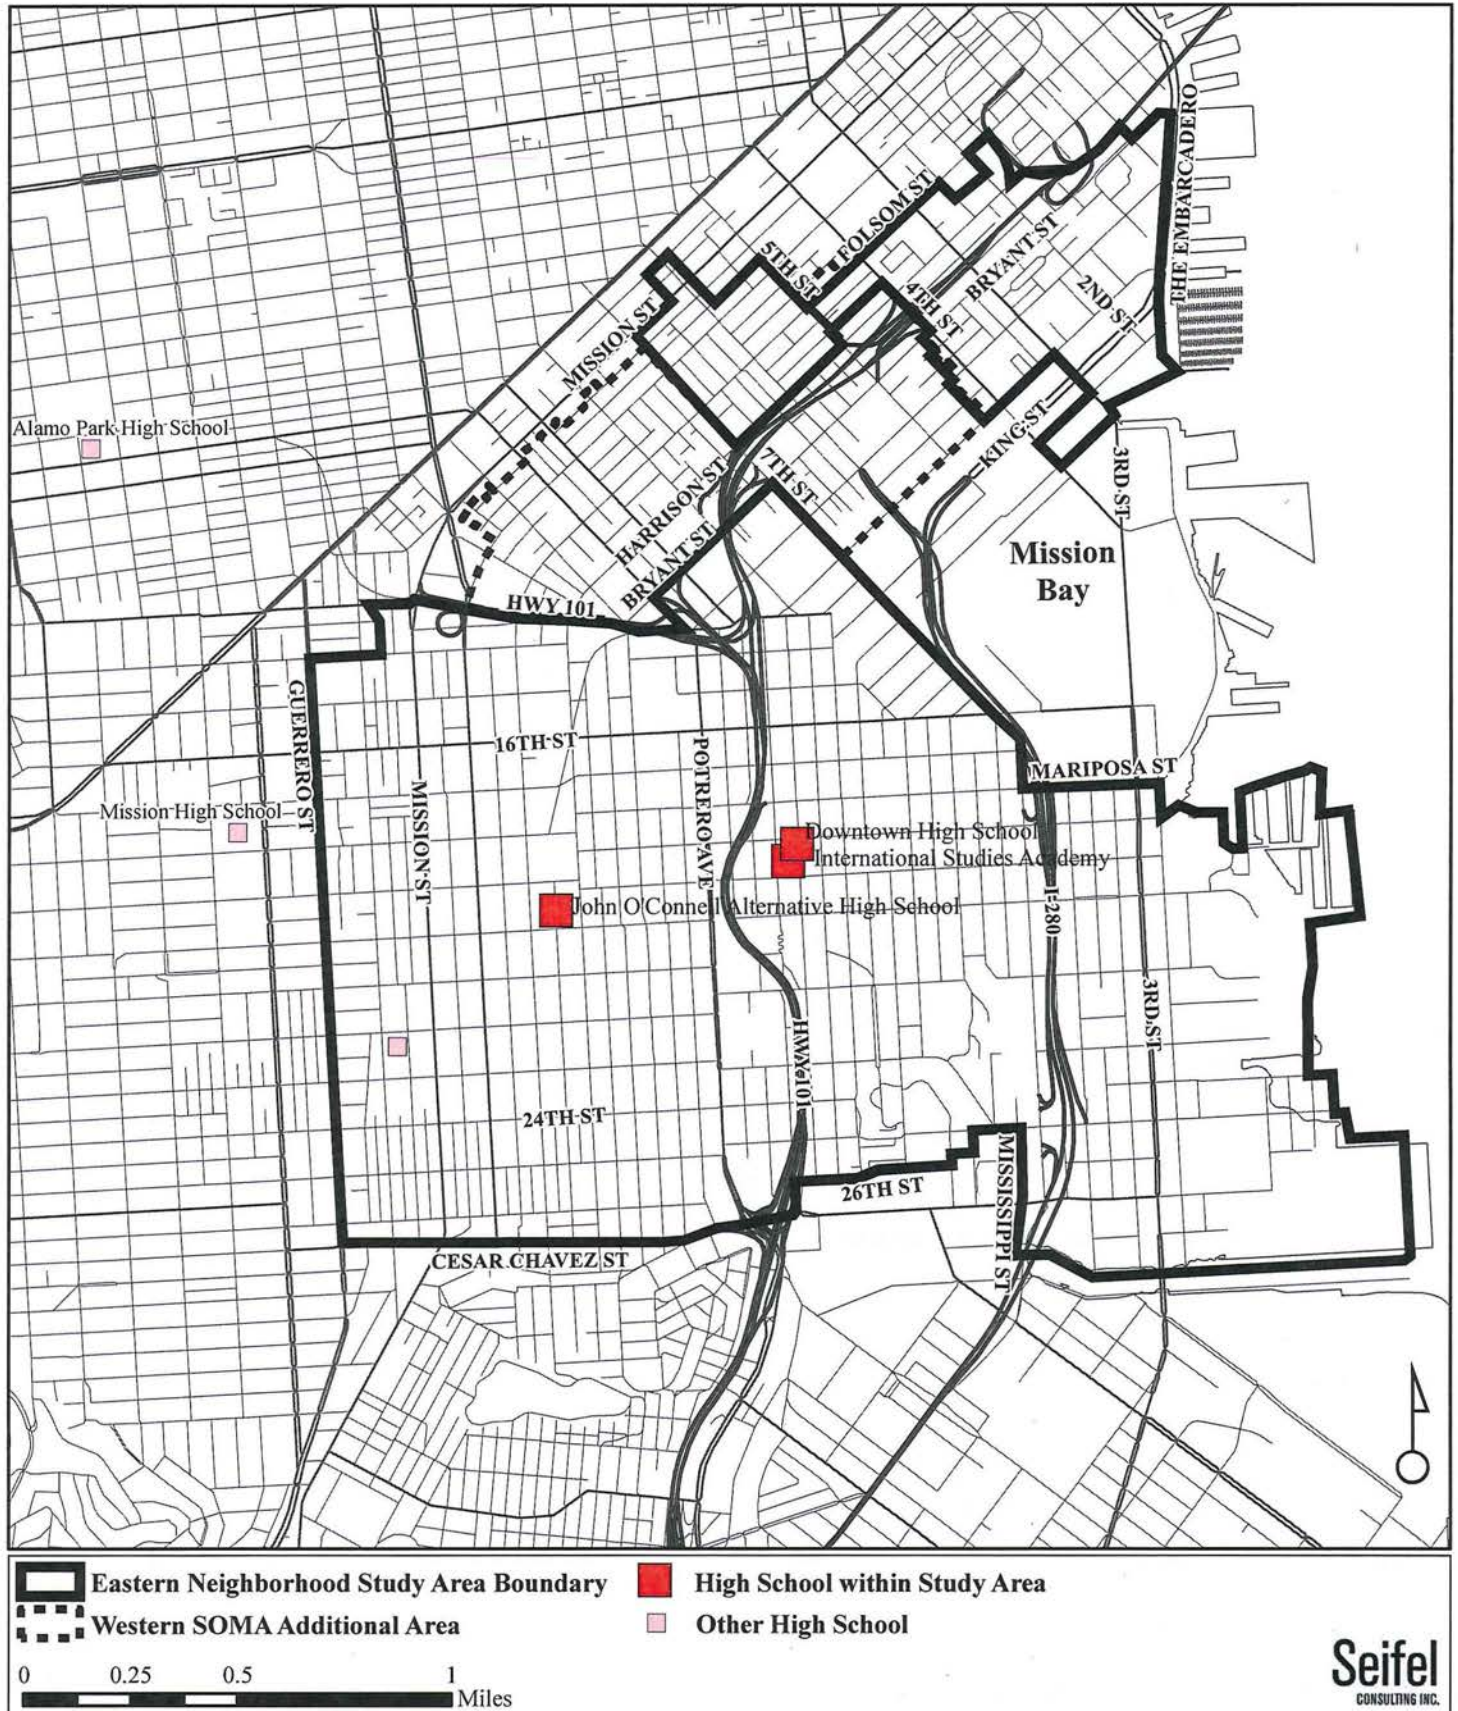 THE EMBARCADERO
FOLSOM ST
5TH ST
BRYANT ST
4TH ST
2ND ST
MISSION ST
Alamo Park High School
KING ST
3RD ST
7TH ST
HARRISON ST
BRYANT ST
Mission
Bay
HWY 101
GUERRERO ST
16TH ST
POTRERO AVE
MARIPOSA ST
MISSION ST
Mission High School
Downtown High School
International Studies Academy
John O'Connell Alternative High School
I-280
3RD ST
HWY 101
24TH ST
26TH ST
MISSISSIPPI ST
CESAR CHAVEZ ST
Eastern Neighborhood Study Area Boundary
High School within Study Area
Western SOMA Additional Area
Other High School
0 0.25 0.5 1
Miles
Seifel
CONSULTING INC.